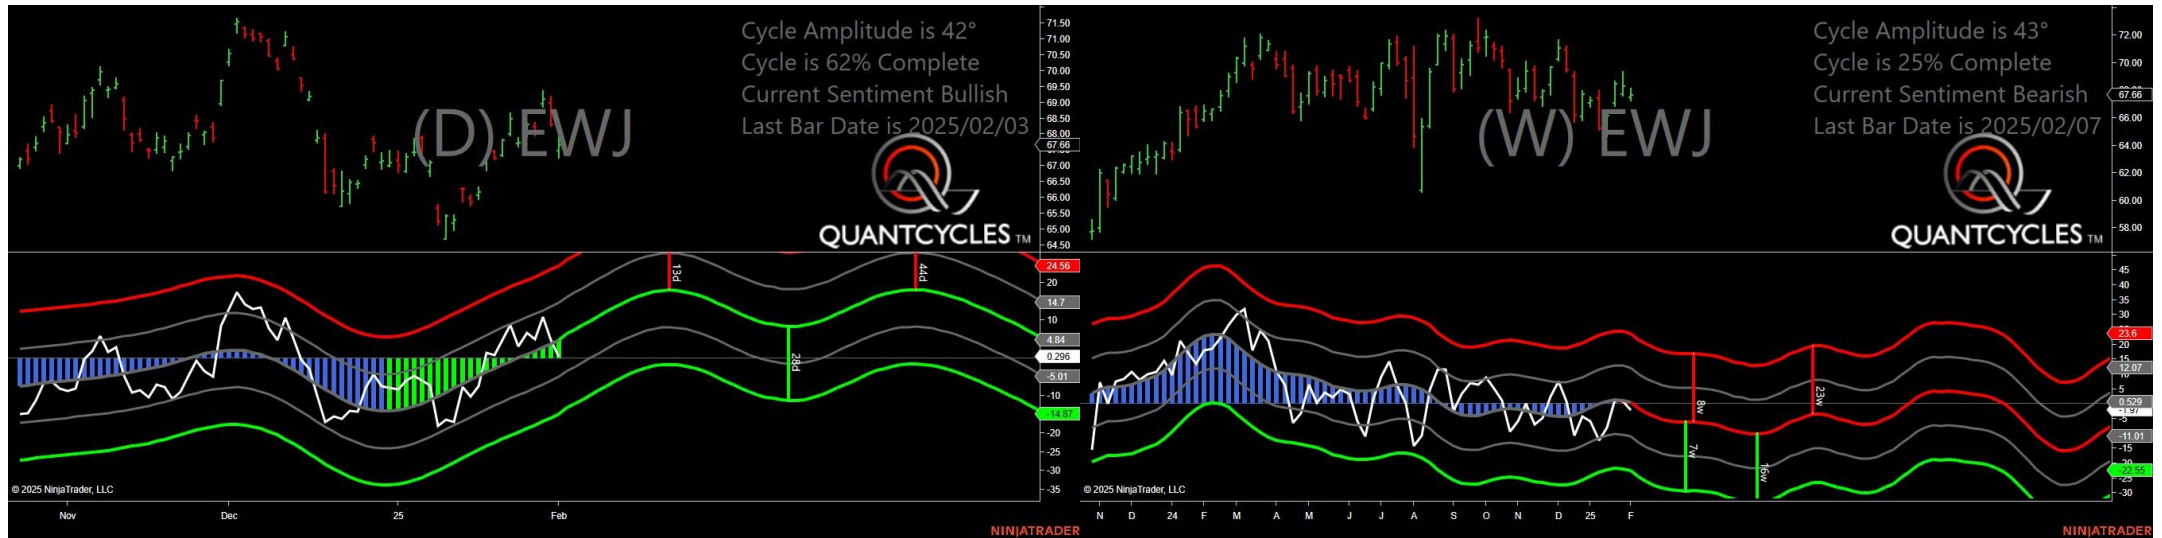 Cycle Amplitude is 42°
Cycle is 62% Complete
Current Sentiment Bullish
Last Bar Date is 2025/02/03
(D) EWJ
QUANTCYCLES TM
71.50
71.00
70.50
70.00
69.50
69.00
68.50
68.00
67.66
67.00
66.50
66.00
65.50
65.00
64.50
13d
44d
28d
24.56
20
14.7
10
4.84
0.296
-5.01
-10
-14.87
-20
-25
-30
-35
© 2025 NinjaTrader, LLC
Nov Dec 25 Feb
NINJATRADER
Cycle Amplitude is 43°
Cycle is 25% Complete
Current Sentiment Bearish
Last Bar Date is 2025/02/07
(W) EWJ
QUANTCYCLES TM
72.00
70.00
67.66
66.00
64.00
62.00
60.00
58.00
8w
23w
7w
16w
45
40
35
30
23.6
20
15
12.07
5
0.529
-1.97
-5
-11.01
-15
-22.55
-25
-30
© 2025 NinjaTrader, LLC
N D 24 F M A M J J A S O N D 25 F
NINJATRADER